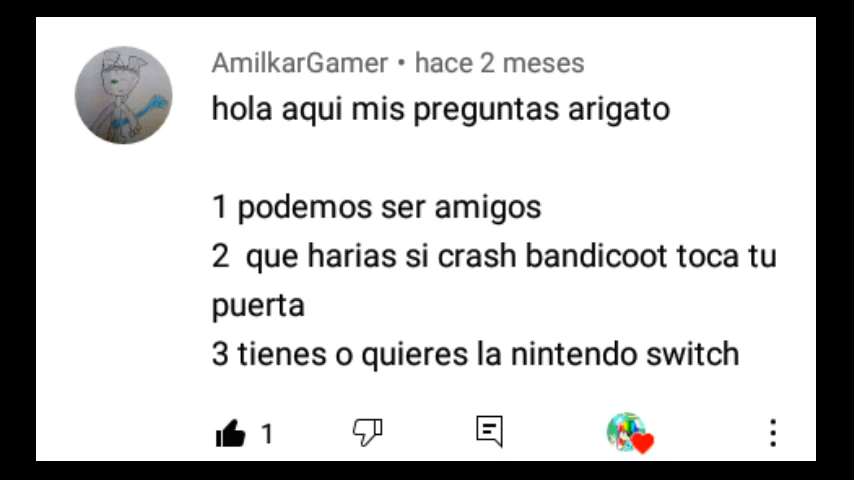 AmilkarGamer • hace 2 meses
hola aqui mis preguntas arigato
1 podemos ser amigos
2  que harias si crash bandicoot toca tu
puerta
3 tienes o quieres la nintendo switch
1